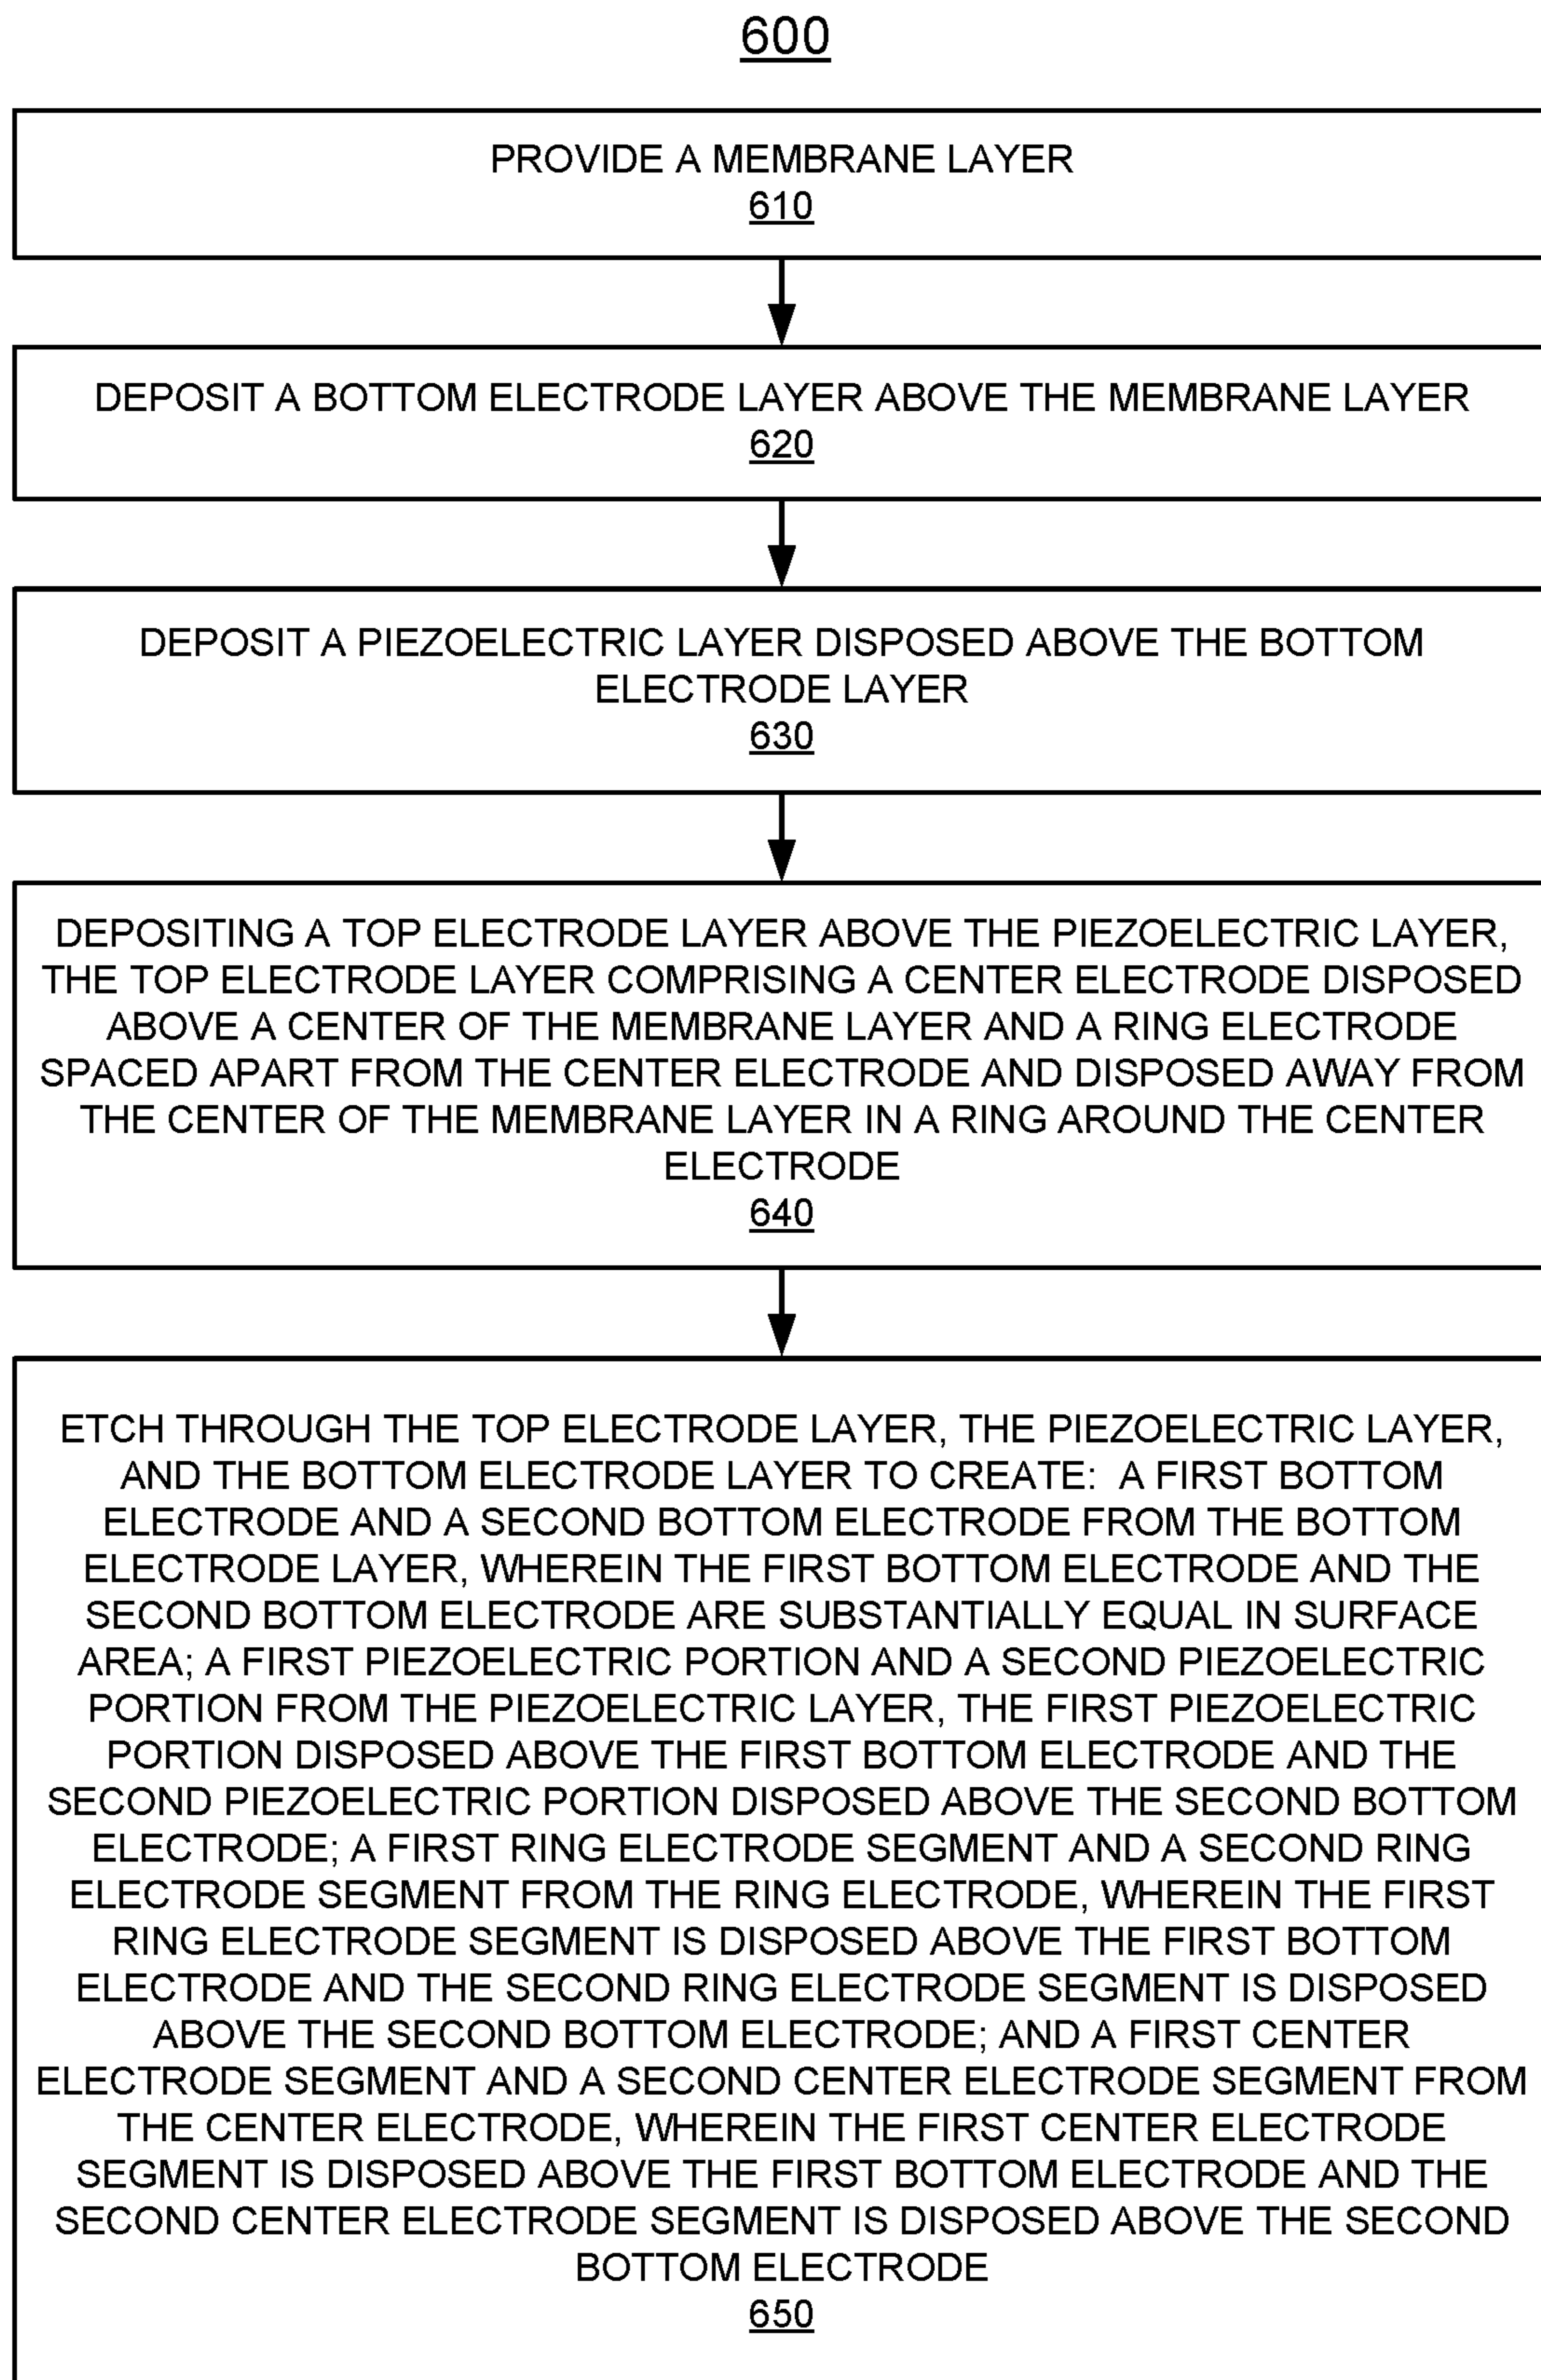 600
PROVIDE A MEMBRANE LAYER
610
DEPOSIT A BOTTOM ELECTRODE LAYER ABOVE THE MEMBRANE LAYER
620
DEPOSIT A PIEZOELECTRIC LAYER DISPOSED ABOVE THE BOTTOM
ELECTRODE LAYER
630
DEPOSITING A TOP ELECTRODE LAYER ABOVE THE PIEZOELECTRIC LAYER,
THE TOP ELECTRODE LAYER COMPRISING A CENTER ELECTRODE DISPOSED
ABOVE A CENTER OF THE MEMBRANE LAYER AND A RING ELECTRODE
SPACED APART FROM THE CENTER ELECTRODE AND DISPOSED AWAY FROM
THE CENTER OF THE MEMBRANE LAYER IN A RING AROUND THE CENTER
ELECTRODE
640
ETCH THROUGH THE TOP ELECTRODE LAYER, THE PIEZOELECTRIC LAYER,
AND THE BOTTOM ELECTRODE LAYER TO CREATE:  A FIRST BOTTOM
ELECTRODE AND A SECOND BOTTOM ELECTRODE FROM THE BOTTOM
ELECTRODE LAYER, WHEREIN THE FIRST BOTTOM ELECTRODE AND THE
SECOND BOTTOM ELECTRODE ARE SUBSTANTIALLY EQUAL IN SURFACE
AREA; A FIRST PIEZOELECTRIC PORTION AND A SECOND PIEZOELECTRIC
PORTION FROM THE PIEZOELECTRIC LAYER, THE FIRST PIEZOELECTRIC
PORTION DISPOSED ABOVE THE FIRST BOTTOM ELECTRODE AND THE
SECOND PIEZOELECTRIC PORTION DISPOSED ABOVE THE SECOND BOTTOM
ELECTRODE; A FIRST RING ELECTRODE SEGMENT AND A SECOND RING
ELECTRODE SEGMENT FROM THE RING ELECTRODE, WHEREIN THE FIRST
RING ELECTRODE SEGMENT IS DISPOSED ABOVE THE FIRST BOTTOM
ELECTRODE AND THE SECOND RING ELECTRODE SEGMENT IS DISPOSED
ABOVE THE SECOND BOTTOM ELECTRODE; AND A FIRST CENTER
ELECTRODE SEGMENT AND A SECOND CENTER ELECTRODE SEGMENT FROM
THE CENTER ELECTRODE, WHEREIN THE FIRST CENTER ELECTRODE
SEGMENT IS DISPOSED ABOVE THE FIRST BOTTOM ELECTRODE AND THE
SECOND CENTER ELECTRODE SEGMENT IS DISPOSED ABOVE THE SECOND
BOTTOM ELECTRODE
650